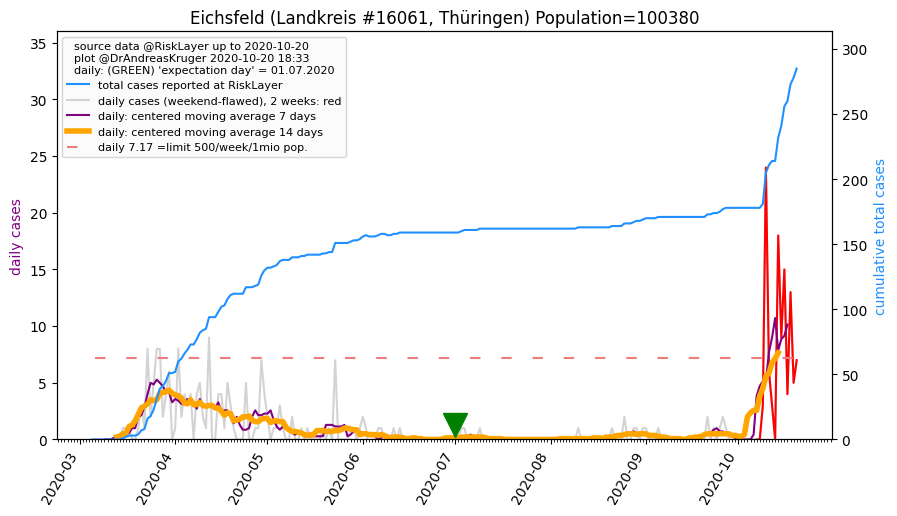 Eichsfeld (Landkreis #16061, Thüringen) Population=100380
source data @RiskLayer up to 2020-10-20
plot @DrAndreasKruger 2020-10-20 18:33
daily: (GREEN) 'expectation day' = 01.07.2020
total cases reported at RiskLayer
daily cases (weekend-flawed), 2 weeks: red
daily: centered moving average 7 days
daily: centered moving average 14 days
daily 7.17 =limit 500/week/1mio pop.
daily cases
35
30
25
20
15
10
5
0
300
250
200
150
100
50
0
cumulative total cases
2020-03
2020-04
2020-05
2020-06
2020-07
2020-08
2020-09
2020-10